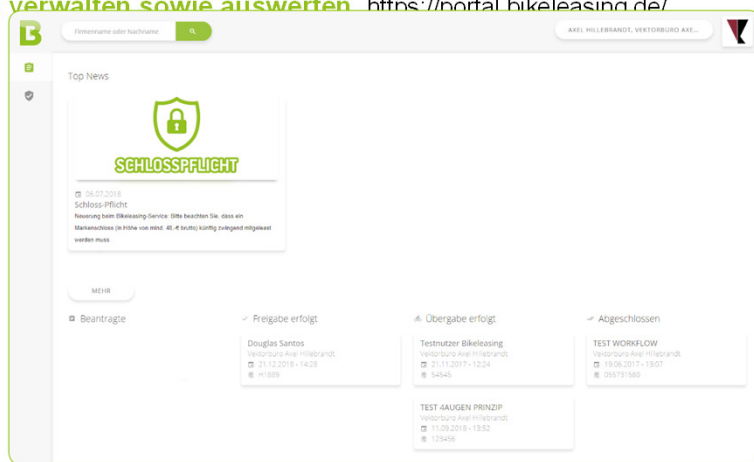 verwalten sowie auswerten. https://portal.bikeleasing.de/
B
Firmenname oder Nachname
AXEL HILLEBRANDT, VEKTORBÜRO AXE...
Top News
SCHLOSSPFLICHT
06.07.2018
Schloss-Pflicht
Neuerung beim Bikeleasing-Service: Bitte beachten Sie, dass ein
Markenschloss (in Höhe von mind. 49,-€ brutto) künftig zwingend mitgeleast
werden muss.
MEHR
Beantragte
Freigabe erfolgt
Douglas Santos
Vektorbüro Axel Hillebrandt
21.12.2018 - 14:28
H1889
Übergabe erfolgt
Testnutzer Bikeleasing
Vektorbüro Axel Hillebrandt
21.11.2017 - 12:24
54545
TEST 4AUGEN PRINZIP
Vektorbüro Axel Hillebrandt
11.09.2018 - 13:52
123456
Abgeschlossen
TEST WORKFLOW
Vektorbüro Axel Hillebrandt
19.06.2017 - 13:07
055731580